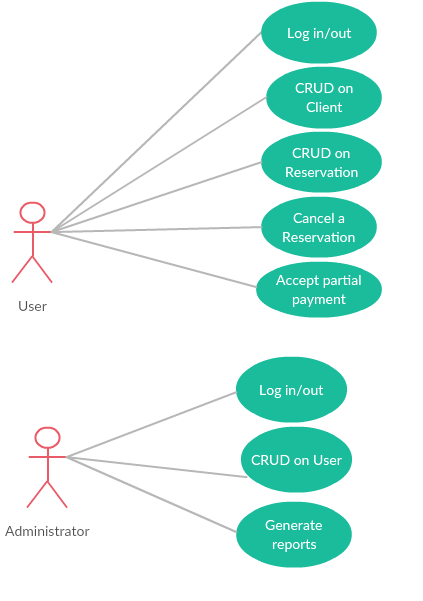 Log in/out
CRUD on
Client
CRUD on
Reservation
Cancel a
Reservation
Accept partial
payment
User
Log in/out
CRUD on User
Generate
reports
Administrator